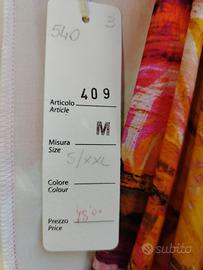 540
3
409
Articolo
Article
M
Misura
Size
S/XXL
Colore
Colour
Prezzo
Price
subito